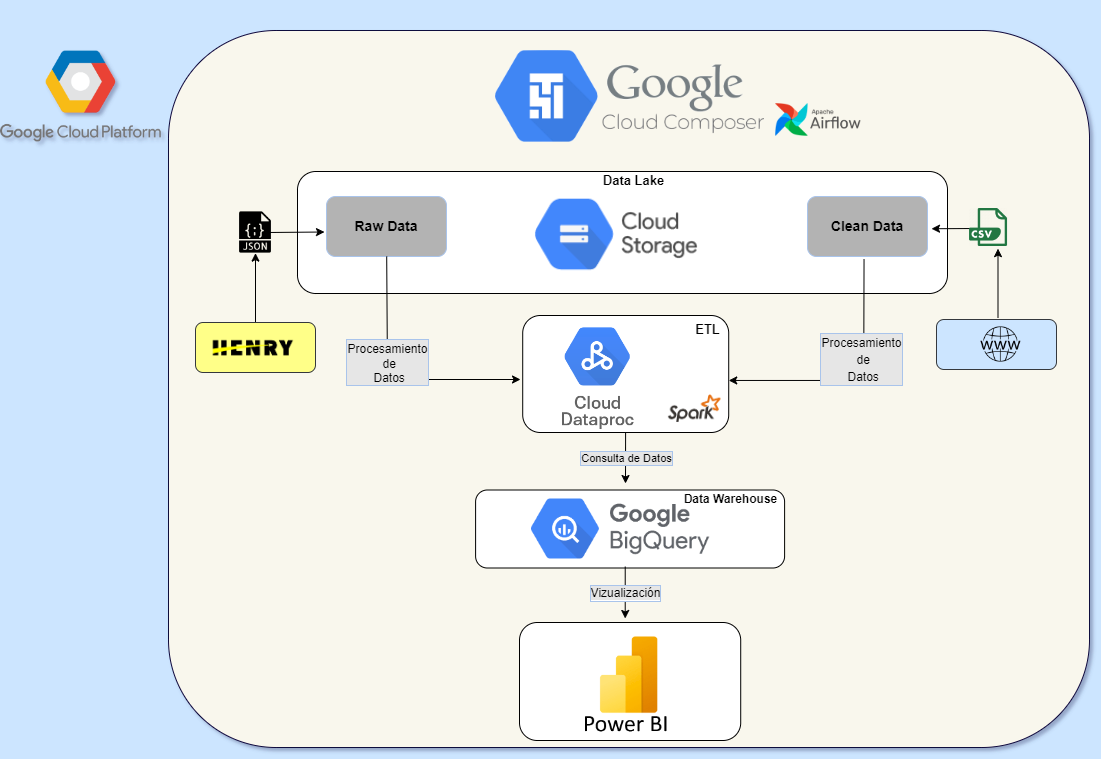 Google Cloud Platform
Google
Cloud Composer
Apache
Airflow
Data Lake
Raw Data
Cloud
Storage
Clean Data
{;}
JSON
CSV
HENRY
WWW
Procesamiento
de
Datos
ETL
Cloud
Dataproc
Spark
Procesamiento
de
Datos
Consulta de Datos
Data Warehouse
Google
BigQuery
Vizualización
Power BI